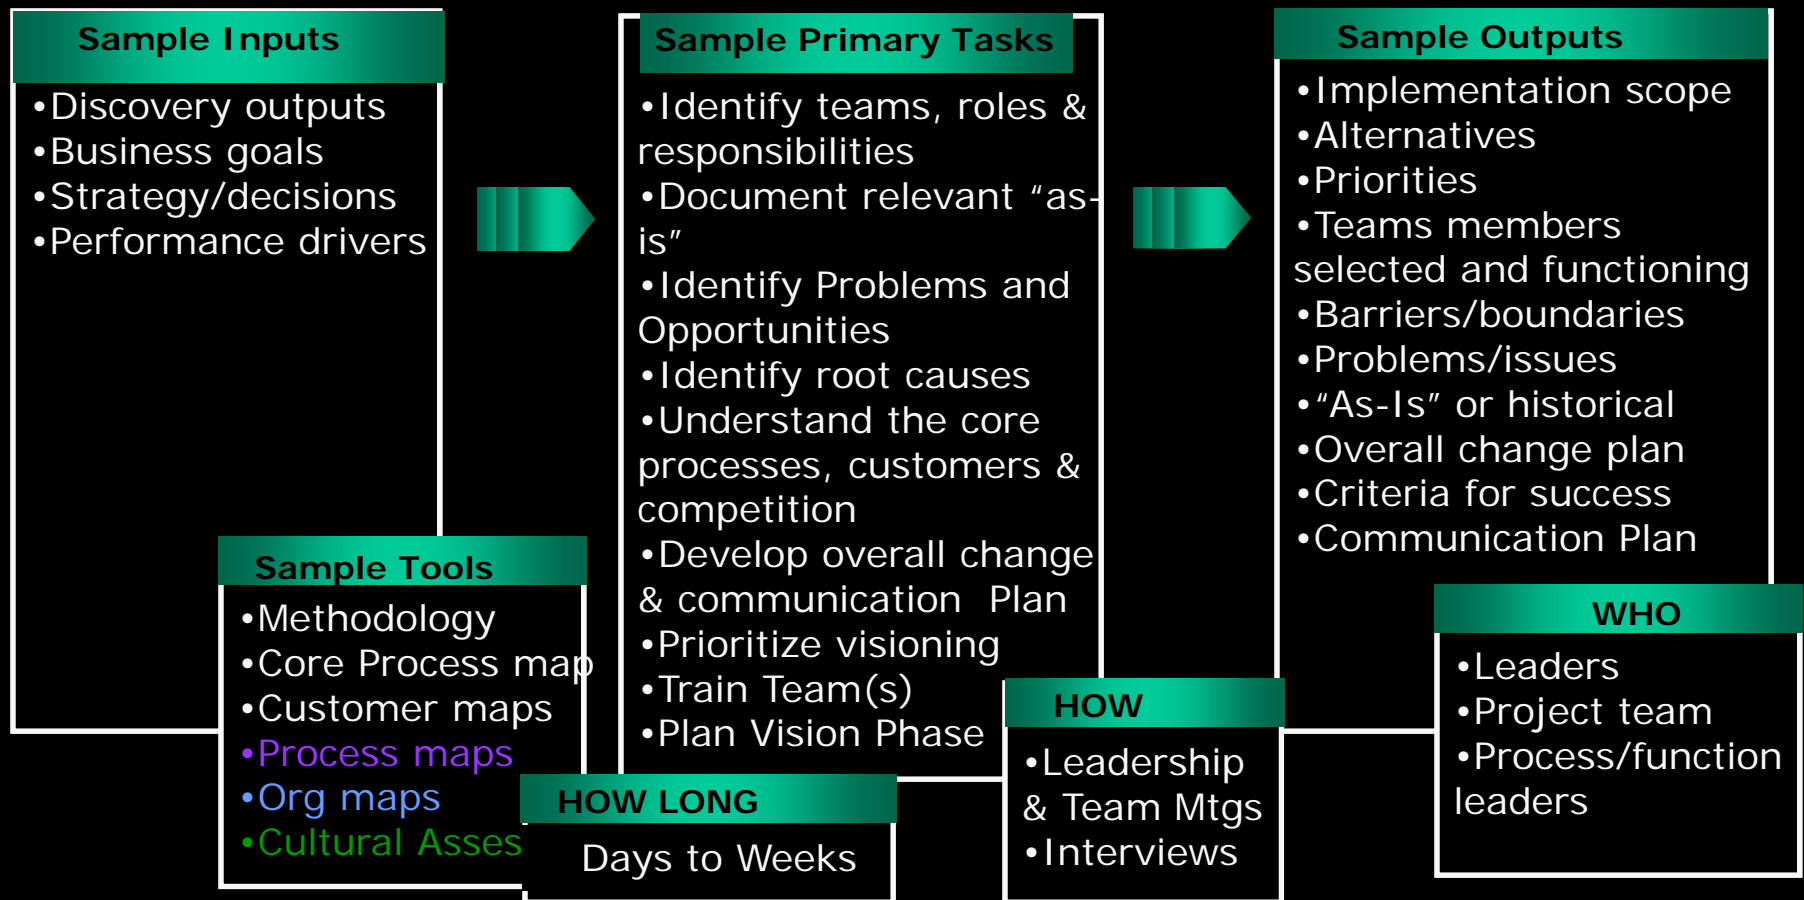 Sample Inputs
•Discovery outputs
•Business goals
•Strategy/decisions
•Performance drivers
Sample Tools
•Methodology
•Core Process map
•Customer maps
•Process maps
•Org maps
•Cultural Asses
Sample Primary Tasks
•Identify teams, roles &
responsibilities
•Document relevant “as-
is”
•Identify Problems and
Opportunities
•Identify root causes
•Understand the core
processes, customers &
competition
•Develop overall change
& communication Plan
•Prioritize visioning
•Train Team(s)
•Plan Vision Phase
HOW LONG
Days to Weeks
HOW
•Leadership
& Team Mtgs
•Interviews
Sample Outputs
•Implementation scope
•Alternatives
•Priorities
•Teams members
selected and functioning
•Barriers/boundaries
•Problems/issues
•“As-Is” or historical
•Overall change plan
•Criteria for success
•Communication Plan
WHO
•Leaders
•Project team
•Process/function
leaders